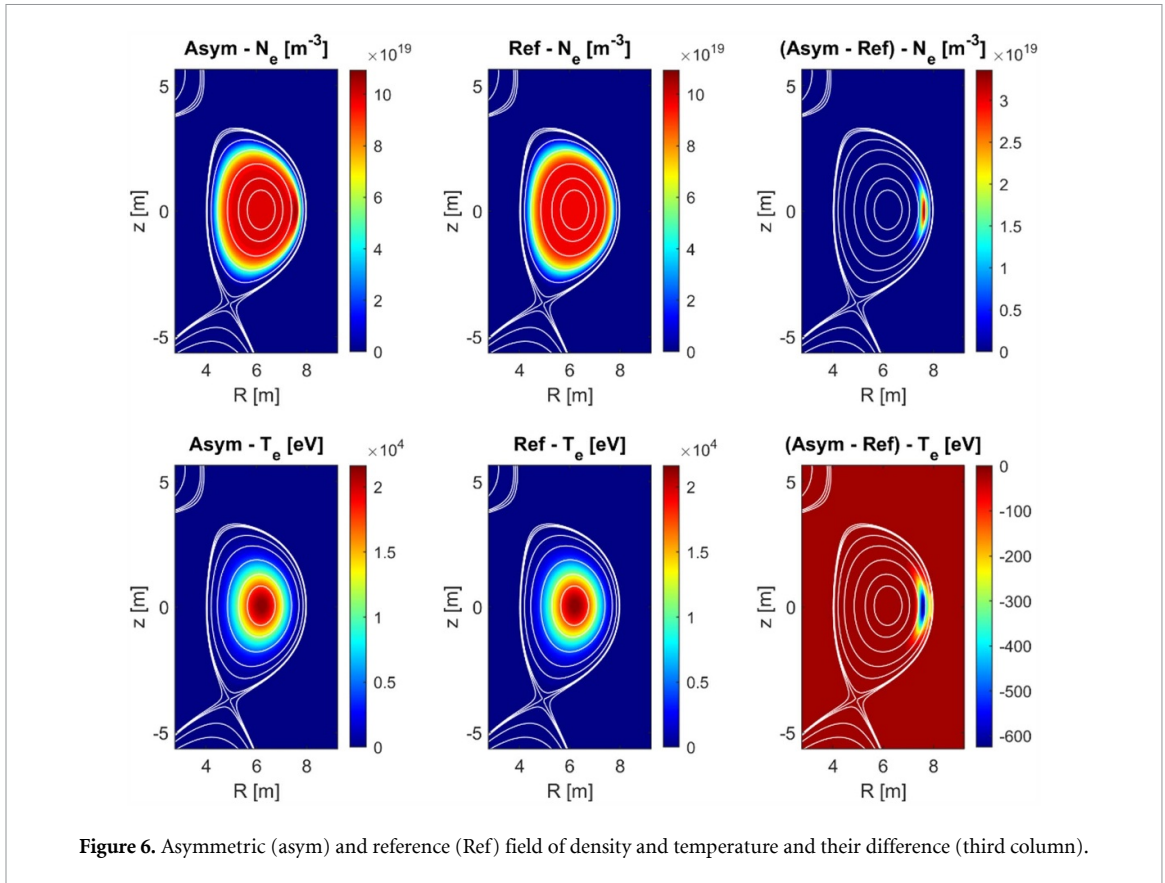 Asym - N_e [m^-3]
×10^19
5
0
-5
z [m]
4 6 8
R [m]
10
8
6
4
2
0
Ref - N_e [m^-3]
×10^19
5
0
-5
z [m]
4 6 8
R [m]
10
8
6
4
2
0
(Asym - Ref) - N_e [m^-3]
×10^19
5
0
-5
z [m]
4 6 8
R [m]
3
2.5
2
1.5
1
0.5
0
Asym - T_e [eV]
×10^4
5
0
-5
z [m]
4 6 8
R [m]
2
1.5
1
0.5
0
Ref - T_e [eV]
×10^4
5
0
-5
z [m]
4 6 8
R [m]
2
1.5
1
0.5
0
(Asym - Ref) - T_e [eV]
5
0
-5
z [m]
4 6 8
R [m]
0
-100
-200
-300
-400
-500
-600
Figure 6. Asymmetric (asym) and reference (Ref) field of density and temperature and their difference (third column).